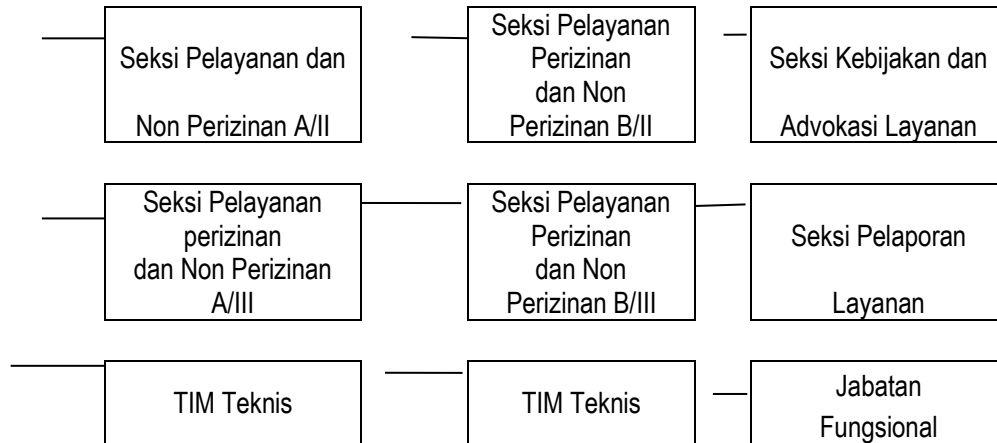 Seksi Pelayanan dan
Non Perizinan A/II
Seksi Pelayanan
Perizinan
dan Non
Perizinan B/II
Seksi Kebijakan dan
Advokasi Layanan
Seksi Pelayanan
perizinan
dan Non Perizinan
A/III
Seksi Pelayanan
Perizinan
dan Non
Perizinan B/III
Seksi Pelaporan
Layanan
TIM Teknis
TIM Teknis
Jabatan
Fungsional